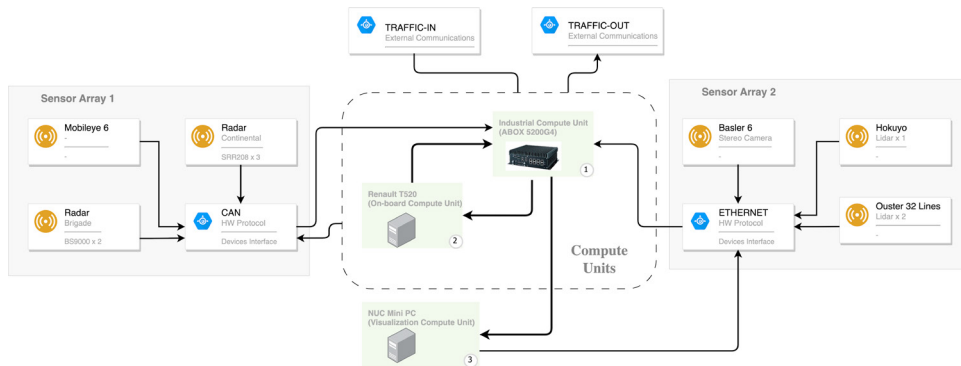 TRAFFIC-IN
External Communications
TRAFFIC-OUT
External Communications
Sensor Array 1
Mobileye 6
-
-
Radar
Continental
SRR208 x 3
Radar
Brigade
BS9000 x 2
CAN
HW Protocol
Devices Interface
Industrial Compute Unit
(ABOX 5200G4)
1
Renault T520
(On-board Compute Unit)
2
Compute
Units
NUC Mini PC
(Visualization Compute Unit)
3
Sensor Array 2
Basler 6
Stereo Camera
-
Hokuyo
Lidar x 1
-
ETHERNET
HW Protocol
Devices Interface
Ouster 32 Lines
Lidar x 2
-